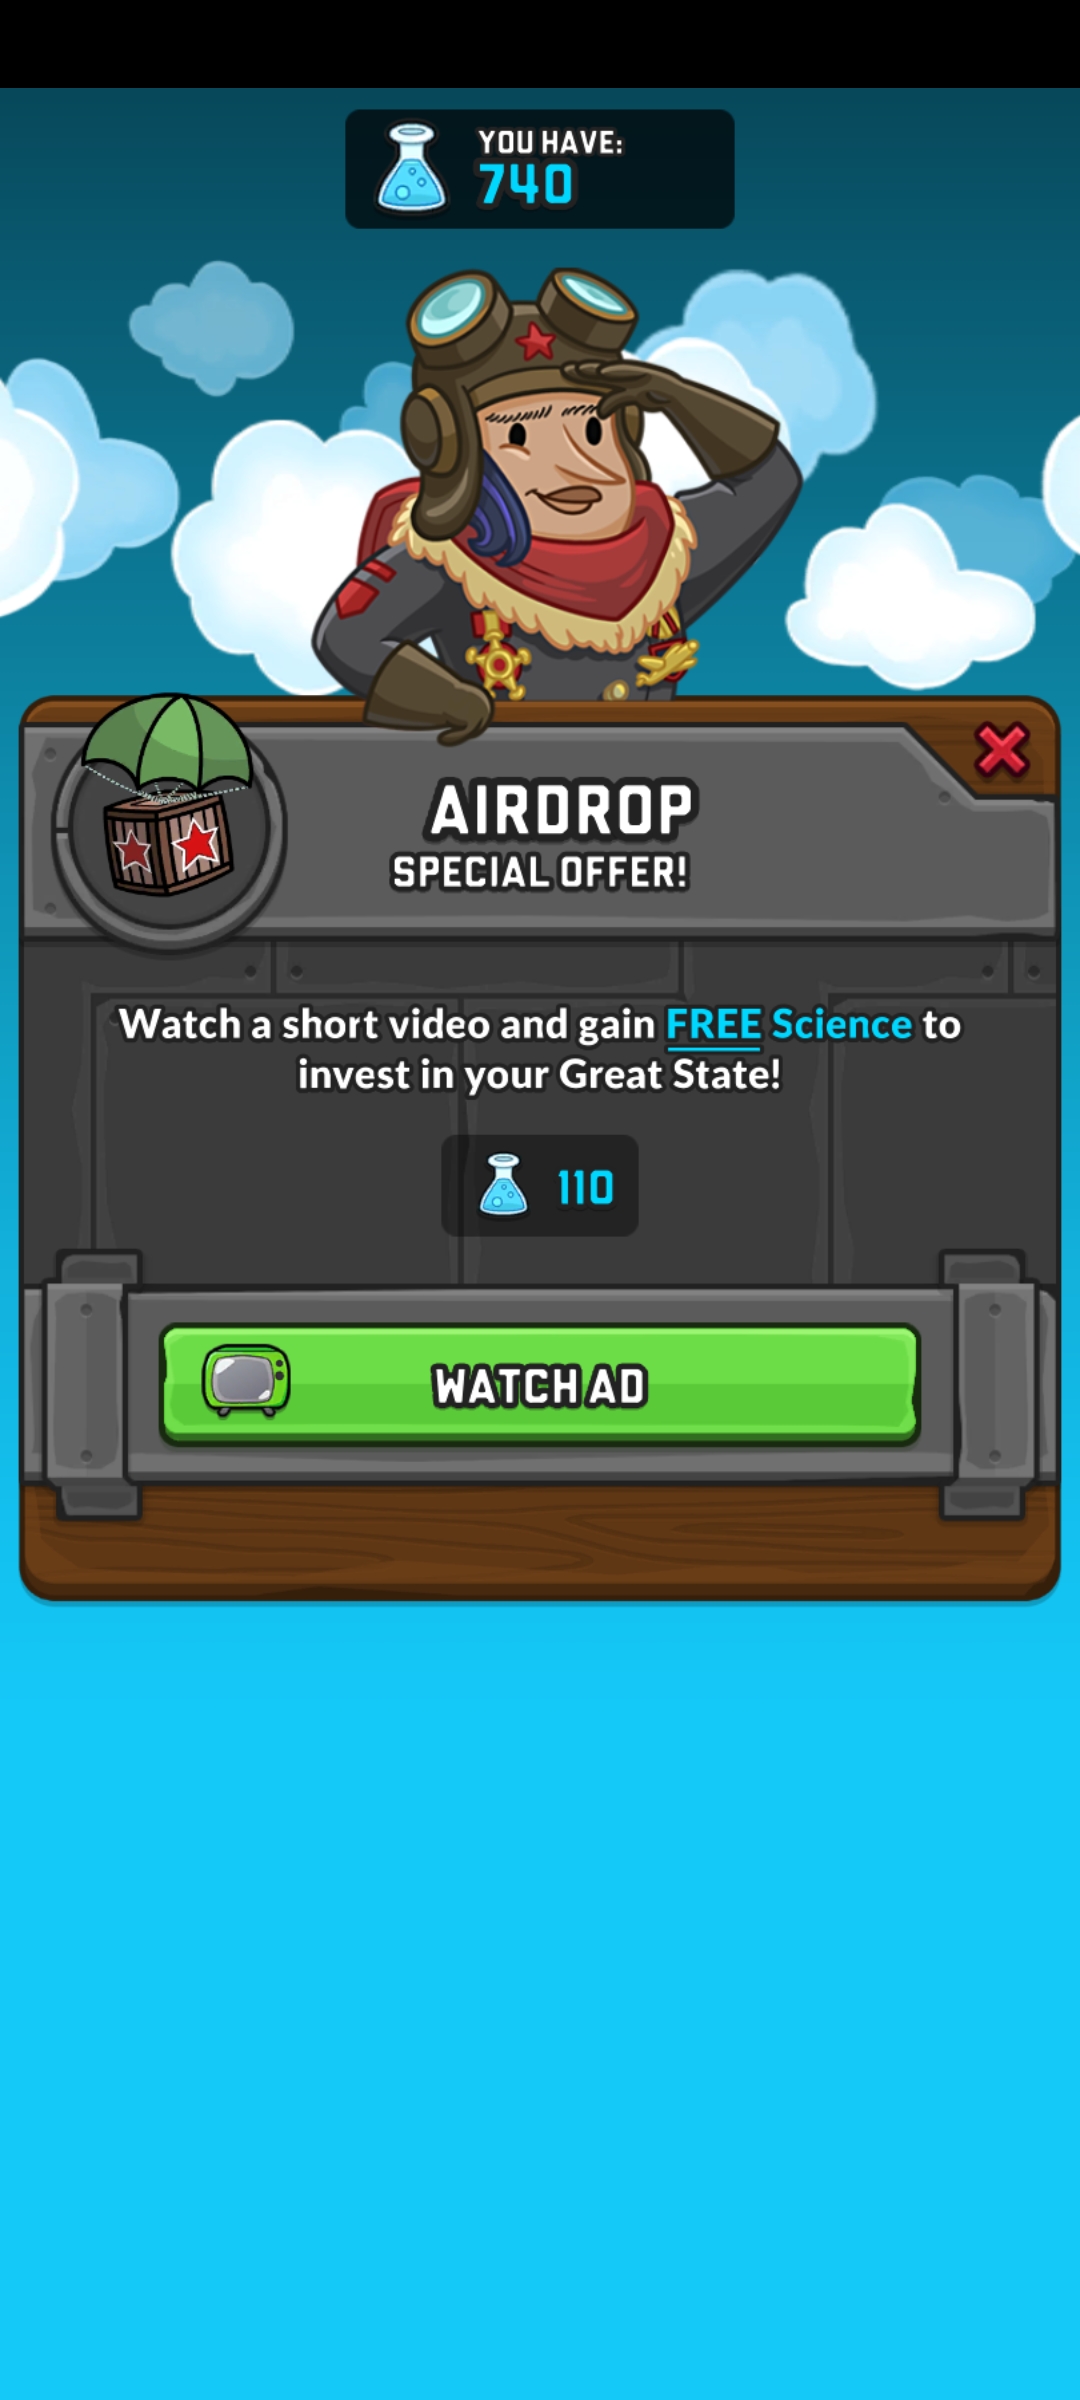 YOU HAVE:
740
AIRDROP
SPECIAL OFFER!
Watch a short video and gain FREE Science to
invest in your Great State!
110
WATCH AD